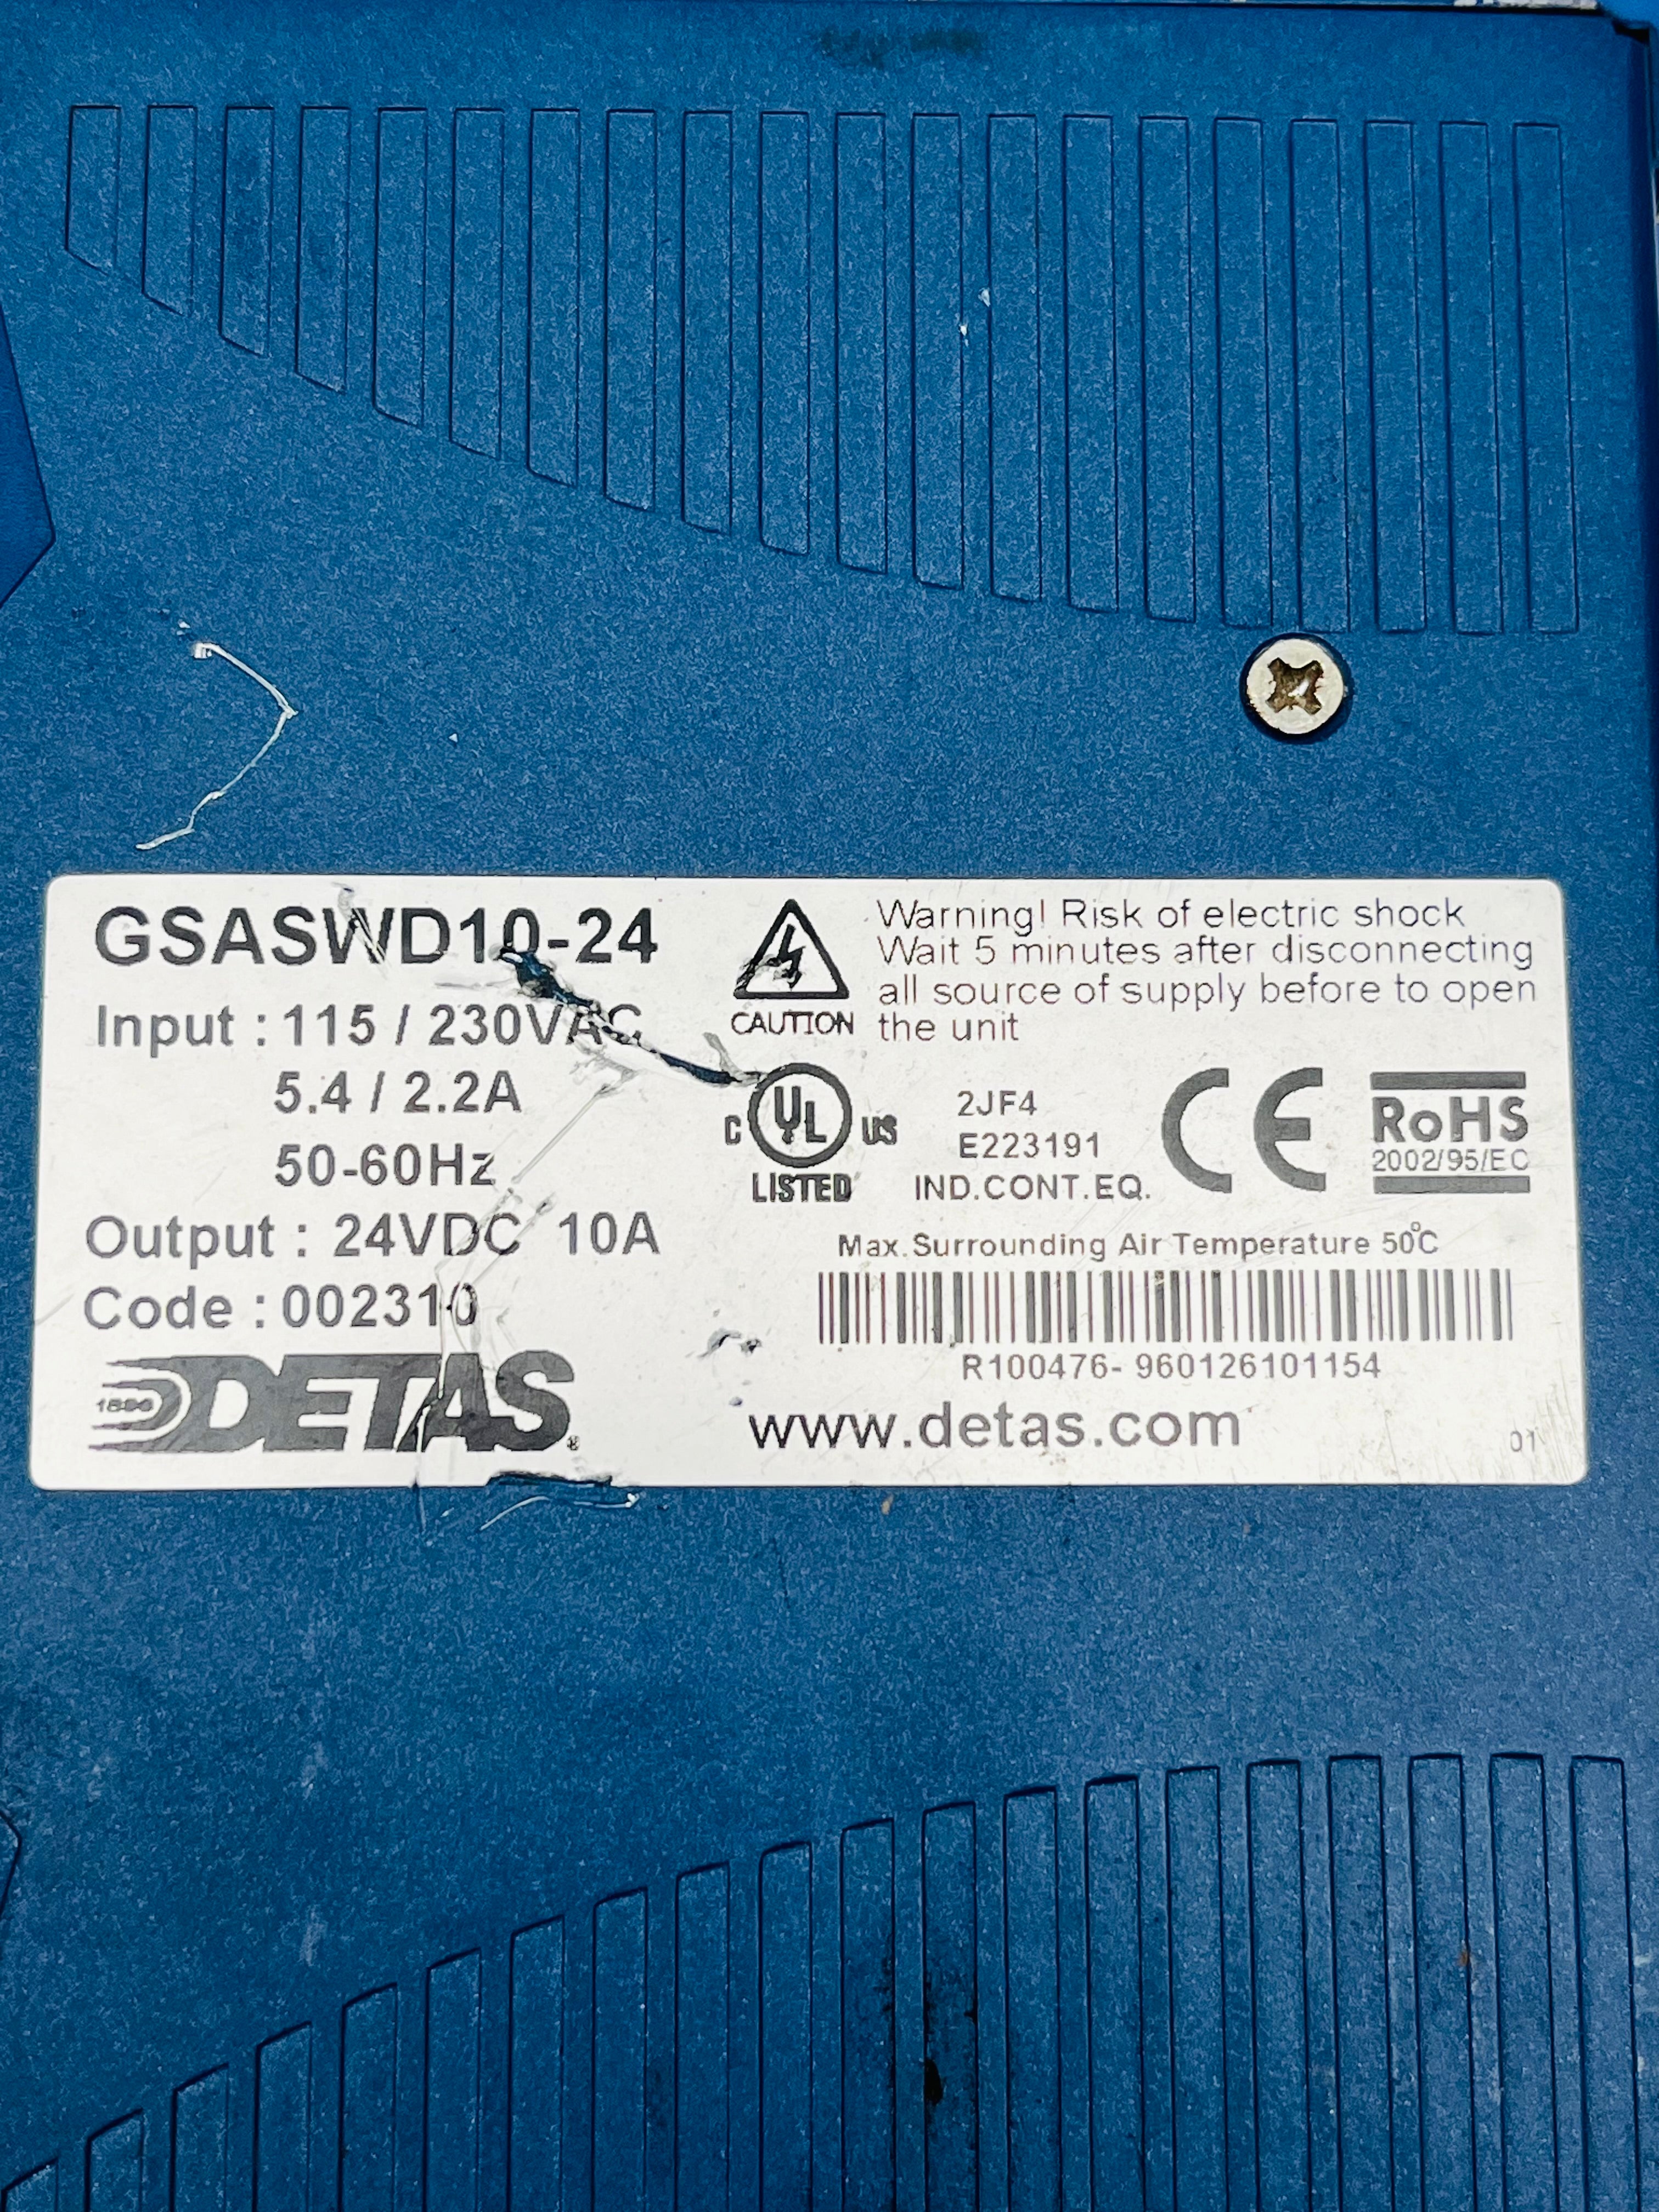 GSASWD10-24
Input : 115 / 230VAC
5.4 / 2.2A
50-60Hz
Output : 24VDC 10A
Code : 002310
1896 DETAS ®
CAUTION
Warning! Risk of electric shock
Wait 5 minutes after disconnecting
all source of supply before to open
the unit
C UL US
LISTED
2JF4
E223191
IND.CONT.EQ.
CE
RoHS
2002/95/EC
Max.Surrounding Air Temperature 50°C
R100476- 960126101154
www.detas.com
01